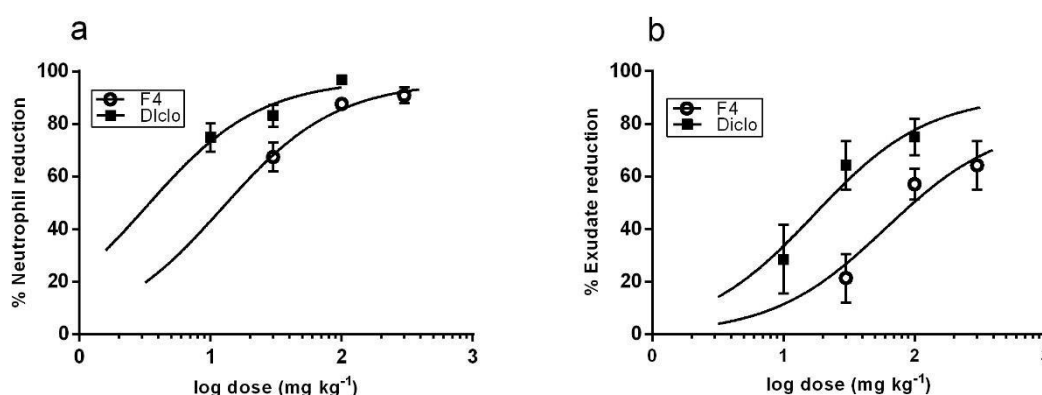 a
% Neutrophil reduction
100
80
60
40
20
0
F4
DIclo
0
1
2
3
log dose (mg kg⁻¹)
b
% Exudate reduction
100
80
60
40
20
0
F4
Diclo
0
1
2
3
log dose (mg kg⁻¹)